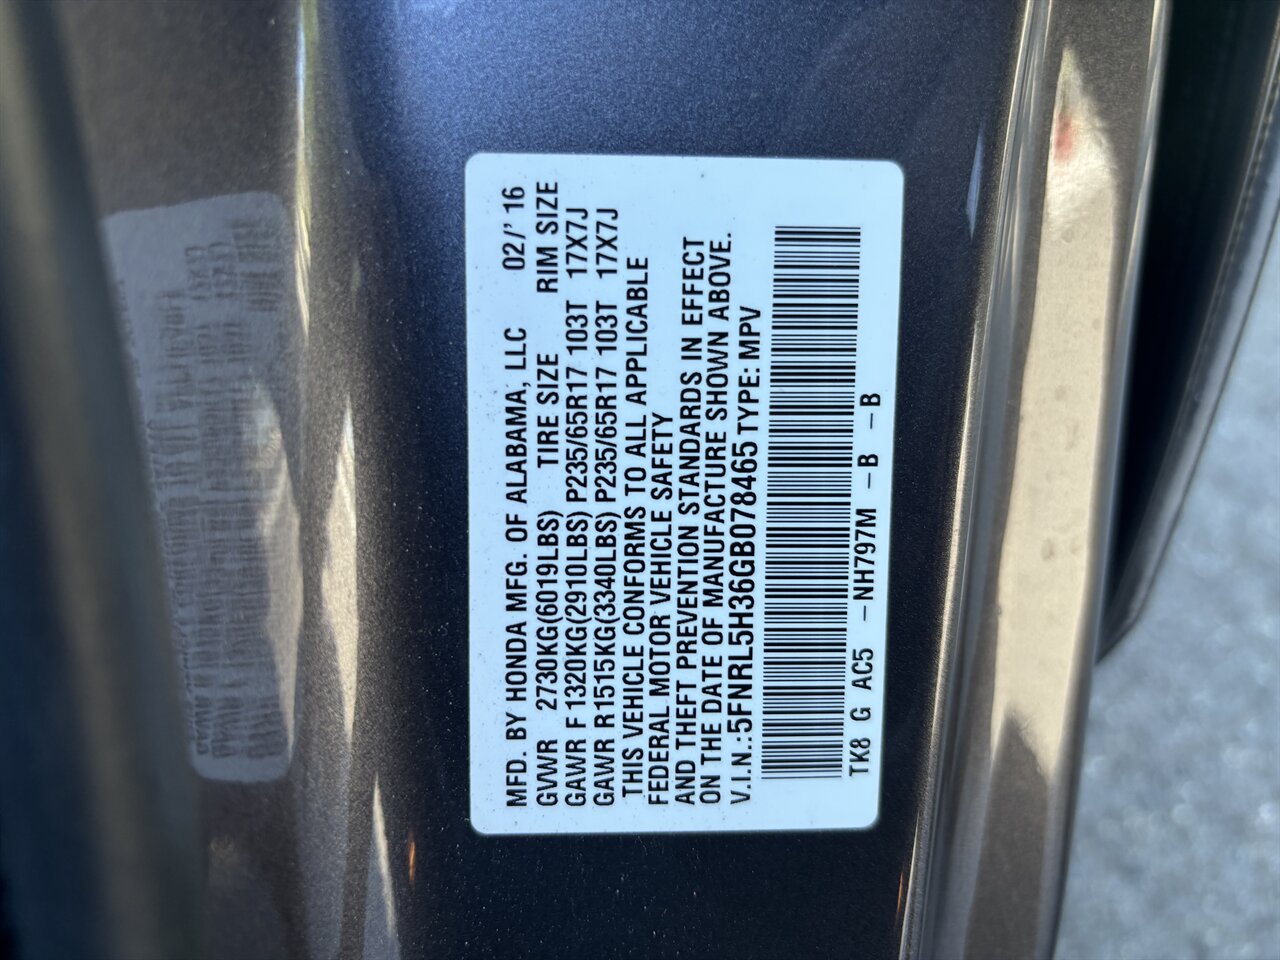 MFD. BY HONDA MFG. OF ALABAMA, LLC 02/' 16
GVWR 2730KG(6019LBS) TIRE SIZE RIM SIZE
GAWR F 1320KG(2910LBS) P235/65R17 103T 17X7J
GAWR R1515KG(3340LBS) P235/65R17 103T 17X7J
THIS VEHICLE CONFORMS TO ALL APPLICABLE
FEDERAL MOTOR VEHICLE SAFETY
AND THEFT PREVENTION STANDARDS IN EFFECT
ON THE DATE OF MANUFACTURE SHOWN ABOVE.
V.I.N.:5FNRL5H36GB078465 TYPE: MPV
TK8 G AC5 -NH797M -B -B